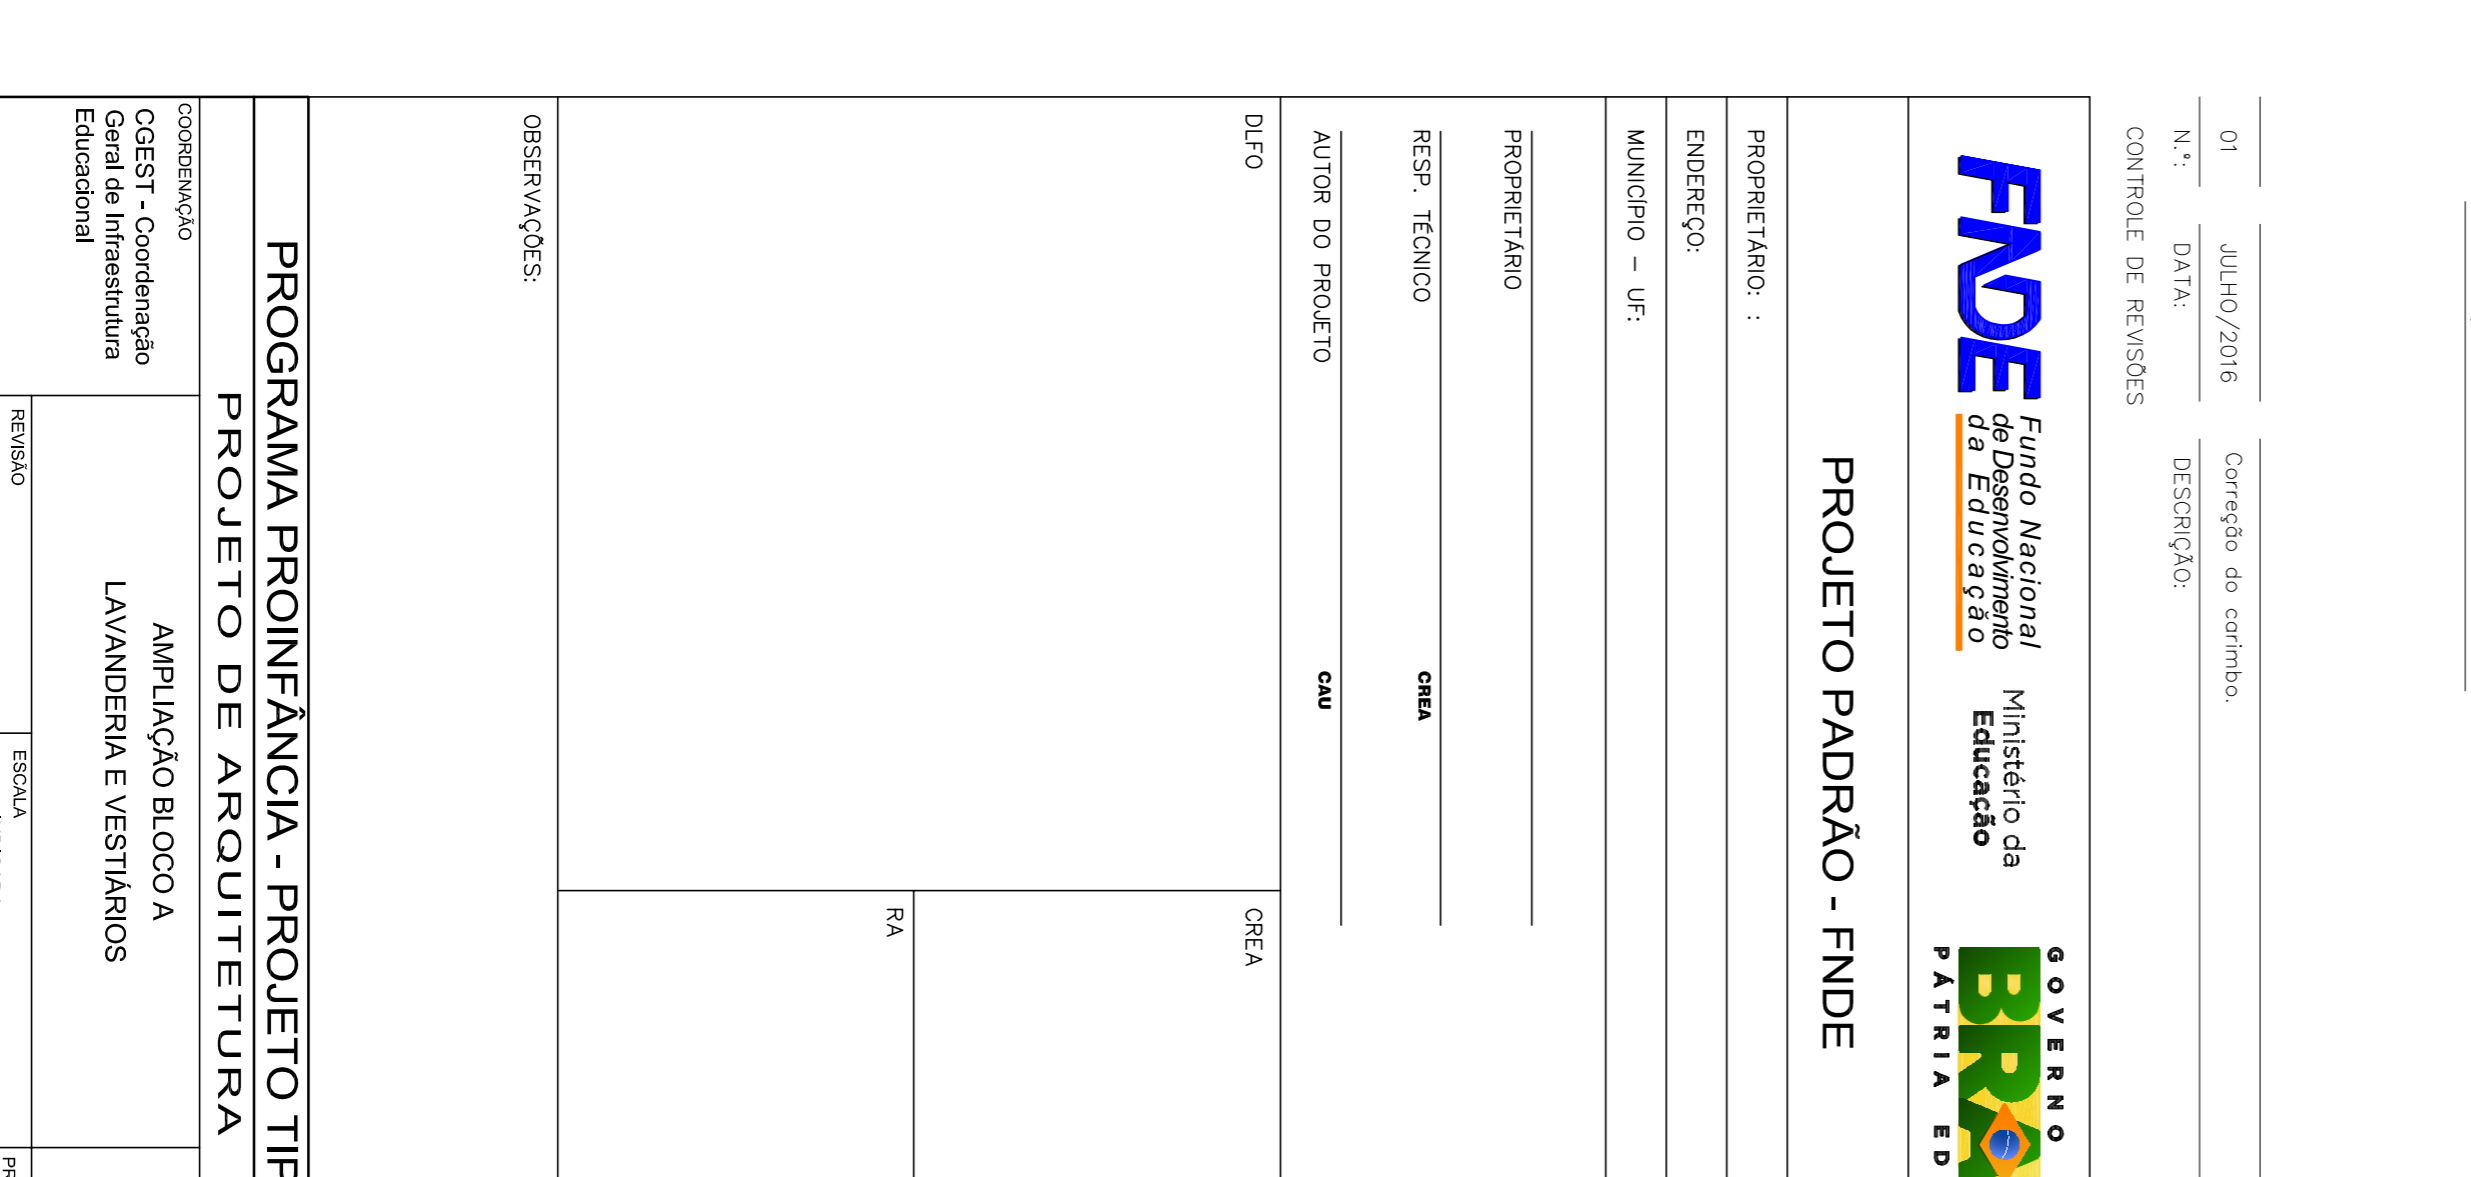 01 JULHO/2016 Correção do carimbo.
N.º: DATA: DESCRIÇÃO:
CONTROLE DE REVISÕES
FNDE
Fundo Nacional
de Desenvolvimento
da Educação
Ministério da
Educação
GOVERNO
BRA
PÁTRIA ED
PROJETO PADRÃO - FNDE
PROPRIETÁRIO: :
ENDEREÇO:
MUNICÍPIO – UF:
PROPRIETÁRIO
RESP. TÉCNICO CREA
AUTOR DO PROJETO CAU
DLFO
CREA
RA
OBSERVAÇÕES:
PROGRAMA PROINFÂNCIA - PROJETO TIP
PROJETO DE ARQUITETURA
COORDENAÇÃO
CGEST - Coordenação
Geral de Infraestrutura
Educacional
AMPLIAÇÃO BLOCO A
LAVANDERIA E VESTIÁRIOS
REVISÃO
ESCALA